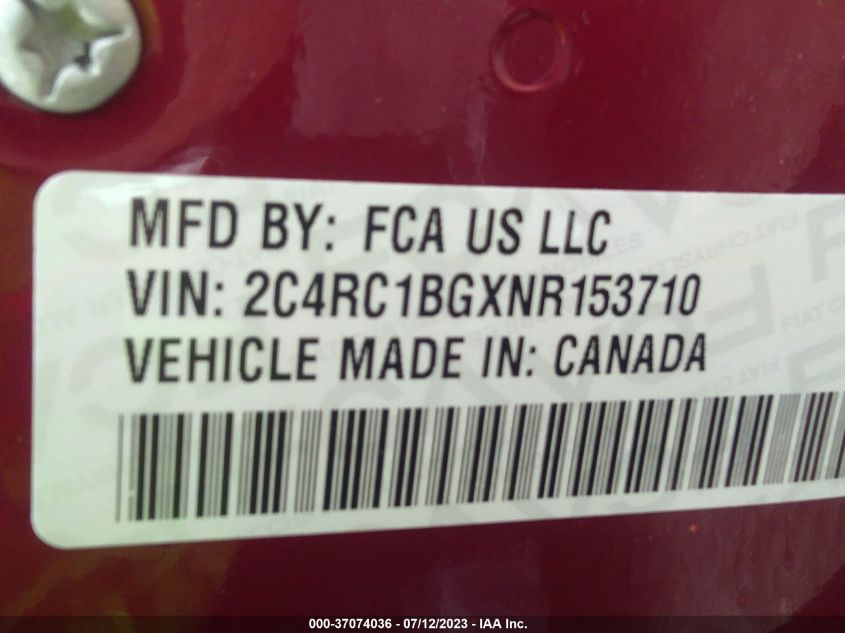 MFD BY: FCA US LLC
VIN: 2C4RC1BGXNR153710
VEHICLE MADE IN: CANADA
000-37074036 - 07/12/2023 - IAA Inc.